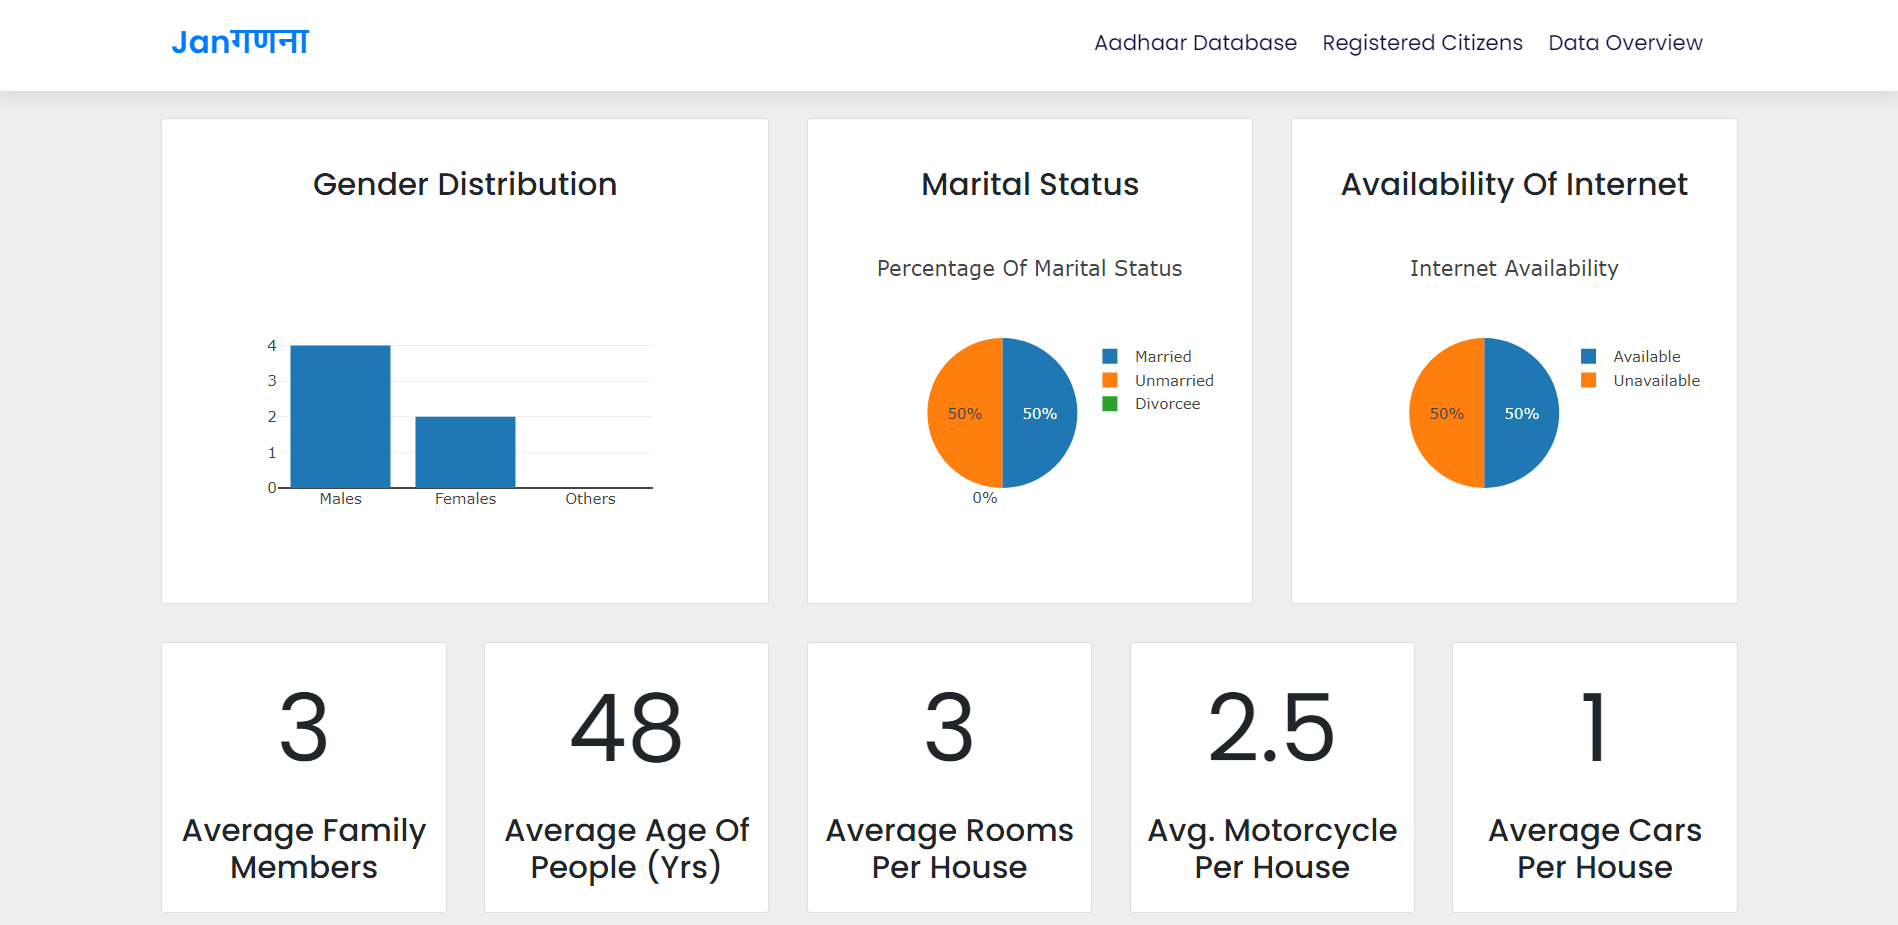 Janगणना
Aadhaar Database Registered Citizens Data Overview
Gender Distribution
4
3
2
1
0
Males Females Others
Marital Status
Percentage Of Marital Status
50% 50%
0%
Married
Unmarried
Divorcee
Availability Of Internet
Internet Availability
50% 50%
Available
Unavailable
3
Average Family
Members
48
Average Age Of
People (Yrs)
3
Average Rooms
Per House
2.5
Avg. Motorcycle
Per House
1
Average Cars
Per House